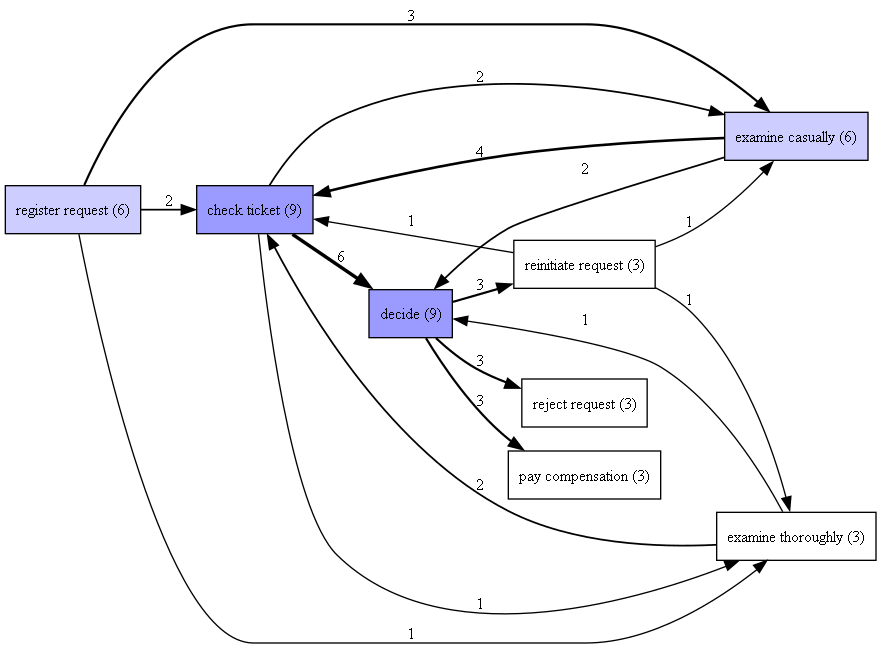 3
2
examine casually (6)
4
2
2
register request (6)
check ticket (9)
1
1
6
reinitiate request (3)
3
decide (9)
1
1
3
reject request (3)
3
pay compensation (3)
2
examine thoroughly (3)
1
1